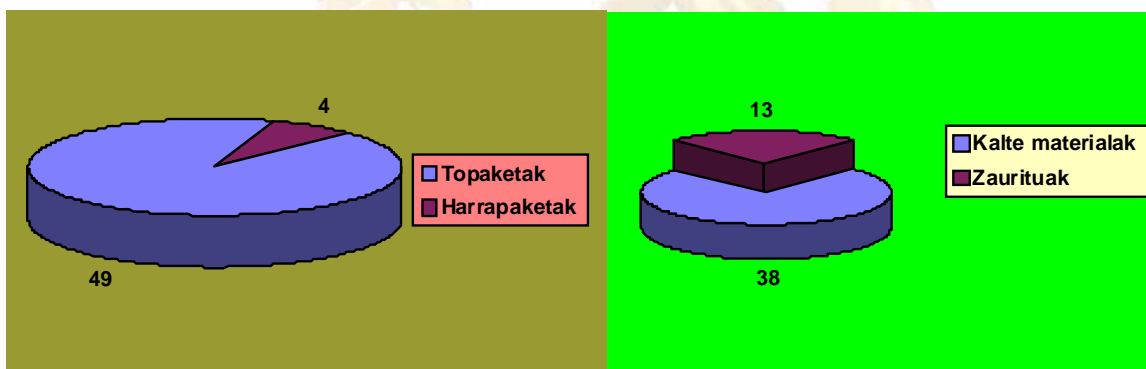 4
Topaketak
Harrapaketak
49
13
Kalte materialak
Zaurituak
38